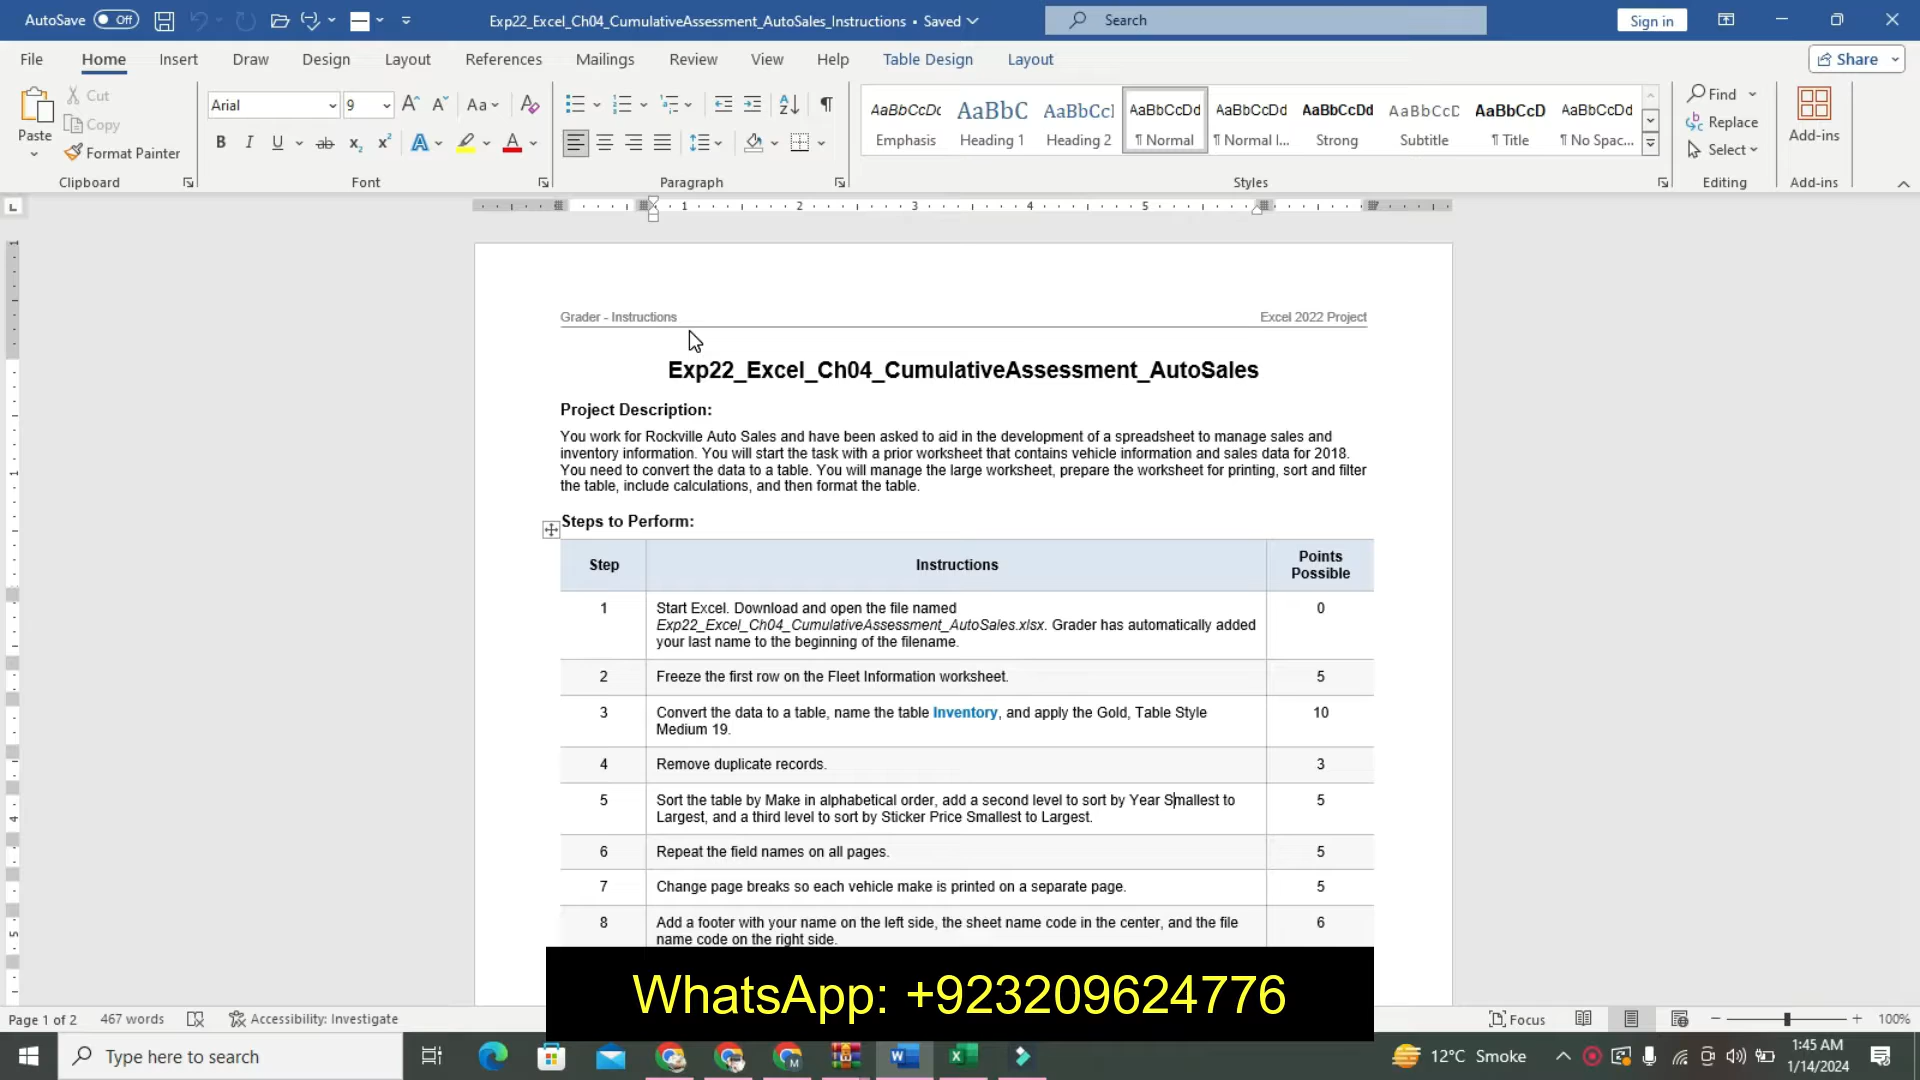 AutoSave Off Exp22_Excel_Ch04_CumulativeAssessment_AutoSales_Instructions • Saved Search Sign in
File Home Insert Draw Design Layout References Mailings Review View Help Table Design Layout Share
Paste
Cut
Copy
Format Painter
Clipboard
Arial 9
Font
Paragraph
AaBbCcDc AaBbC AaBbCcI AaBbCcDd AaBbCcDd AaBbCcDd AaBbCcD AaBbCcD AaBbCcDd
Emphasis Heading 1 Heading 2 ¶ Normal ¶ Normal I... Strong Subtitle ¶ Title ¶ No Spac...
Styles
Find
Replace
Select
Editing
Add-ins
Add-ins
1 2 3 4 5
Grader - Instructions Excel 2022 Project
Exp22_Excel_Ch04_CumulativeAssessment_AutoSales
Project Description:
You work for Rockville Auto Sales and have been asked to aid in the development of a spreadsheet to manage sales and
inventory information. You will start the task with a prior worksheet that contains vehicle information and sales data for 2018.
You need to convert the data to a table. You will manage the large worksheet, prepare the worksheet for printing, sort and filter
the table, include calculations, and then format the table.
Steps to Perform:
Step Instructions Points Possible
1 Start Excel. Download and open the file named 0
Exp22_Excel_Ch04_CumulativeAssessment_AutoSales.xlsx. Grader has automatically added
your last name to the beginning of the filename.
2 Freeze the first row on the Fleet Information worksheet. 5
3 Convert the data to a table, name the table Inventory, and apply the Gold, Table Style 10
Medium 19.
4 Remove duplicate records. 3
5 Sort the table by Make in alphabetical order, add a second level to sort by Year Smallest to 5
Largest, and a third level to sort by Sticker Price Smallest to Largest.
6 Repeat the field names on all pages. 5
7 Change page breaks so each vehicle make is printed on a separate page. 5
8 Add a footer with your name on the left side, the sheet name code in the center, and the file 6
name code on the right side.
WhatsApp: +923209624776
Page 1 of 2 467 words Accessibility: Investigate Focus 100%
Type here to search 12°C Smoke 1:45 AM
1/14/2024